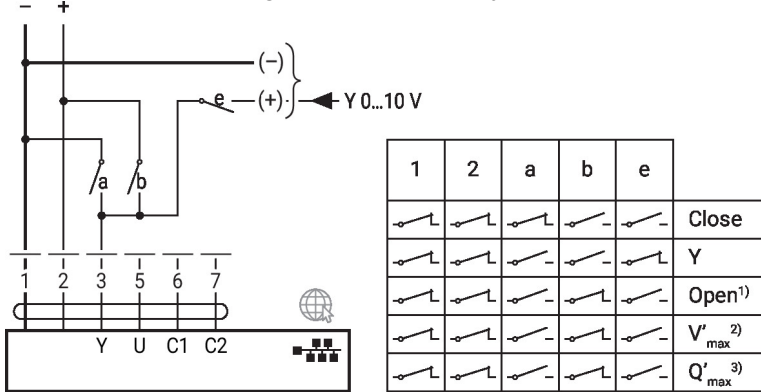 – +
(–)
e (+) Y 0...10 V
a b
1 2 3 5 6 7
Y U C1 C2
1 2 a b e
Close
Y
Open1)
V'max 2)
Q'max 3)